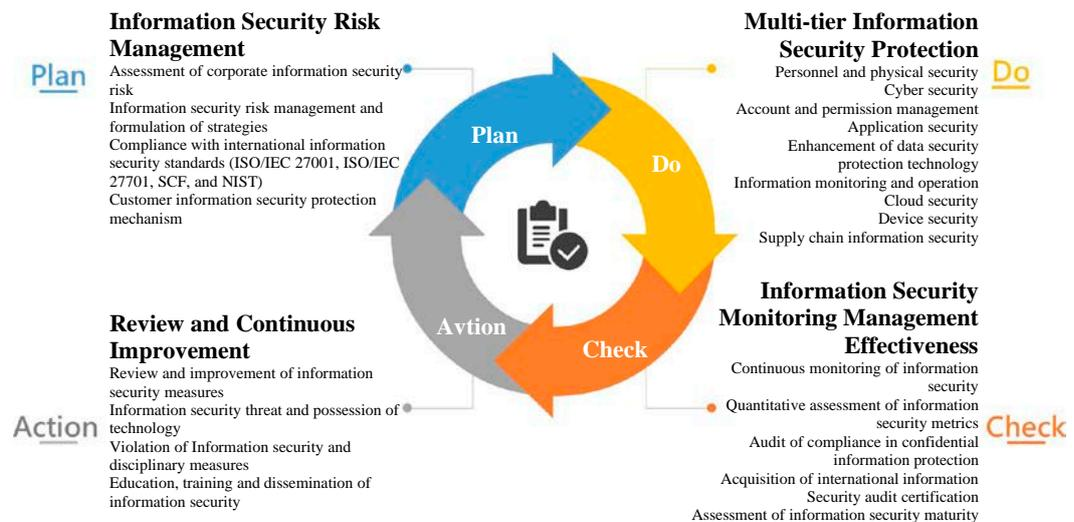 Information Security Risk
Management
Plan
Assessment of corporate information security
risk
Information security risk management and
formulation of strategies
Compliance with international information
security standards (ISO/IEC 27001, ISO/IEC
27701, SCF, and NIST)
Customer information security protection
mechanism
Multi-tier Information
Security Protection
Do
Personnel and physical security
Cyber security
Account and permission management
Application security
Enhancement of data security
protection technology
Information monitoring and operation
Cloud security
Device security
Supply chain information security
Plan
Do
Avtion
Check
Review and Continuous
Improvement
Action
Review and improvement of information
security measures
Information security threat and possession of
technology
Violation of Information security and
disciplinary measures
Education, training and dissemination of
information security
Information Security
Monitoring Management
Effectiveness
Check
Continuous monitoring of information
security
Quantitative assessment of information
security metrics
Audit of compliance in confidential
information protection
Acquisition of international information
Security audit certification
Assessment of information security maturity